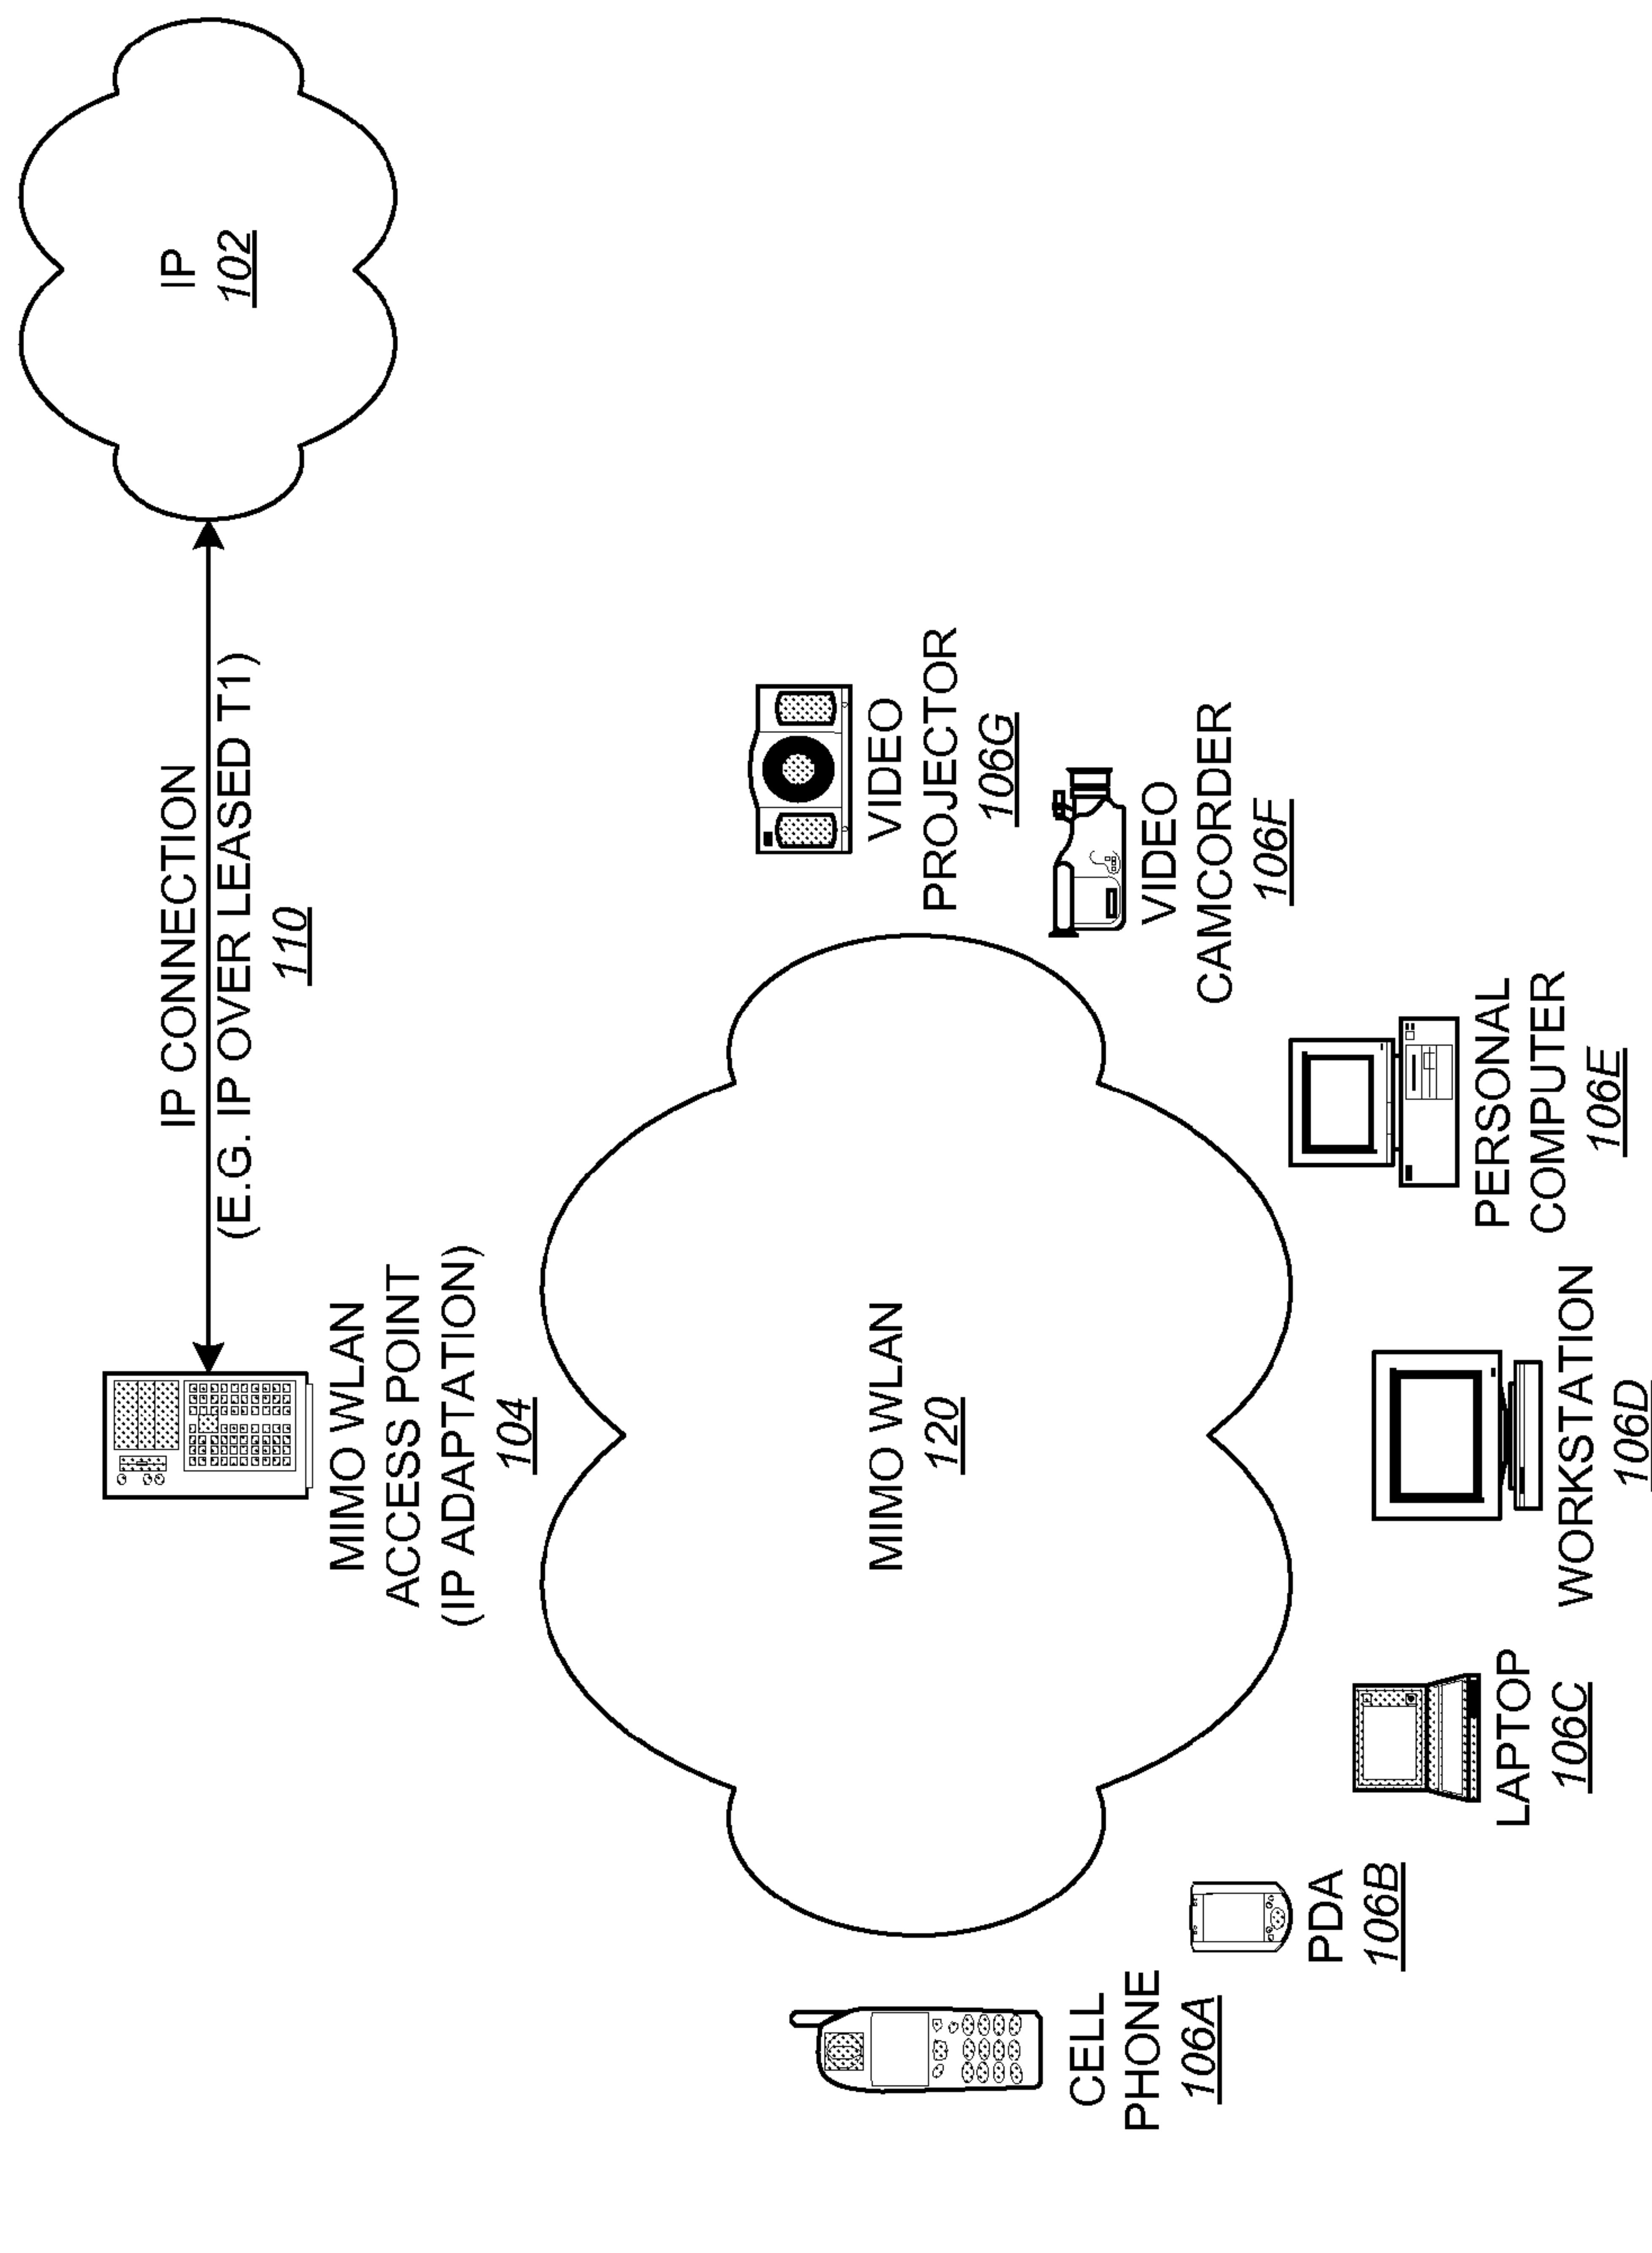 IP
102
IP CONNECTION
(E.G. IP OVER LEASED T1)
110
MIMO WLAN
ACCESS POINT
(IP ADAPTATION)
104
MIMO WLAN
120
CELL
PHONE
106A
PDA
106B
LAPTOP
106C
WORKSTATION
106D
PERSONAL
COMPUTER
106E
VIDEO
CAMCORDER
106F
VIDEO
PROJECTOR
106G